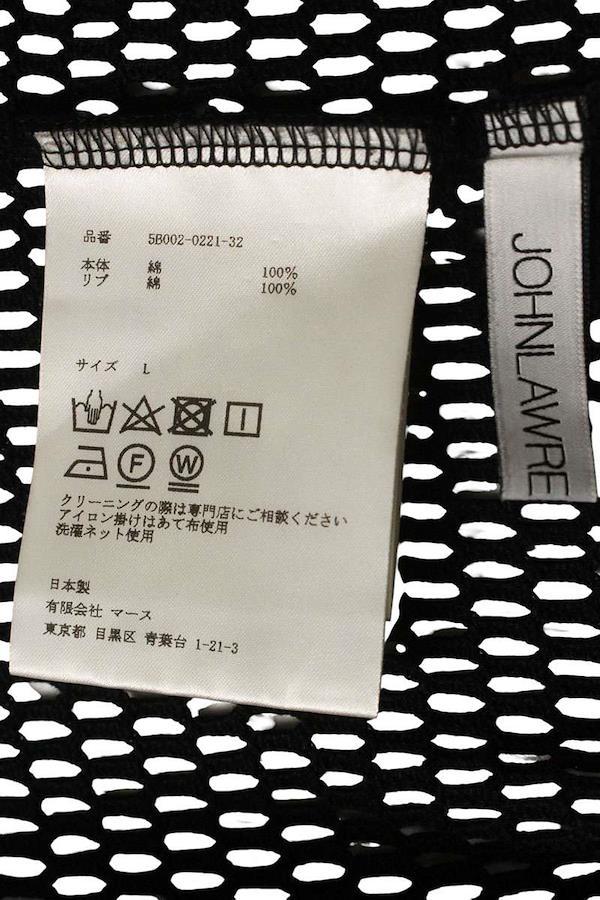 品番 5B002-0221-32
本体 綿 100%
リブ 綿 100%
サイズ L
F W
クリーニングの際は専門店にご相談ください
アイロン掛けはあて布使用
洗濯ネット使用
日本製
有限会社 マース
東京都 目黒区 青葉台 1-21-3
JOHNLAWRE